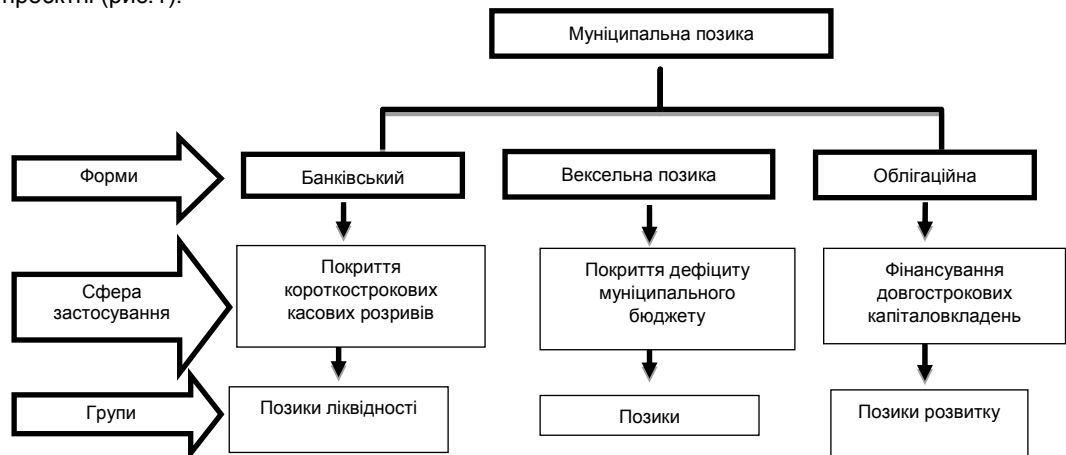 проєктні (рис.1).
Муніципальна позика
Форми
Банківський
Вексельна позика
Облігаційна
Сфера
застосування
Покриття
короткострокових
касових розривів
Покриття дефіциту
муніципального
бюджету
Фінансування
довгострокових
капіталовкладень
Групи
Позики ліквідності
Позики
Позики розвитку